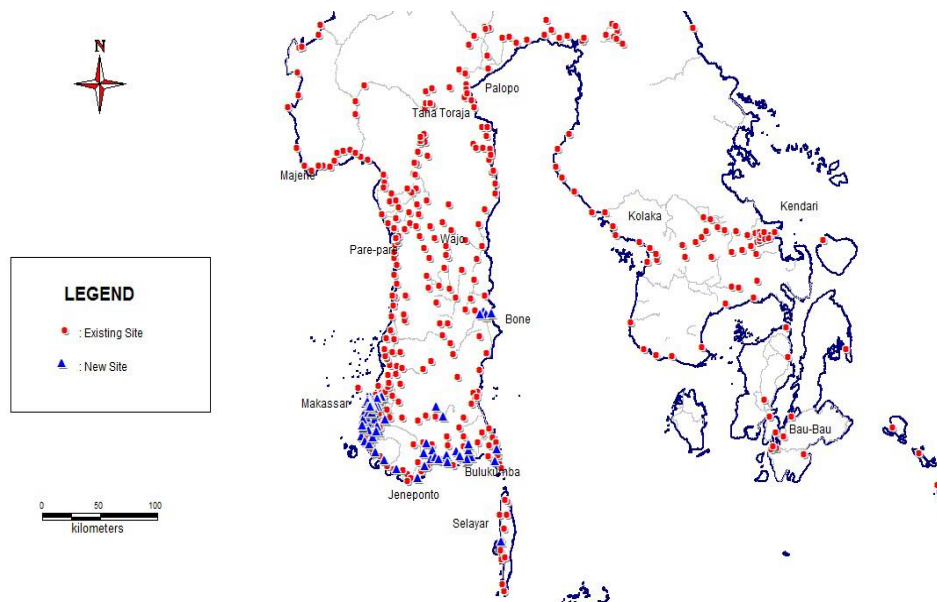 N
Palopo
Tana Toraja
Majene
Kolaka
Kendari
Wajo
Pare-pare
LEGEND
: Existing Site
: New Site
Bone
Makassar
Bau-Bau
Bulukumba
Jeneponto
Selayar
0 50 100
kilometers